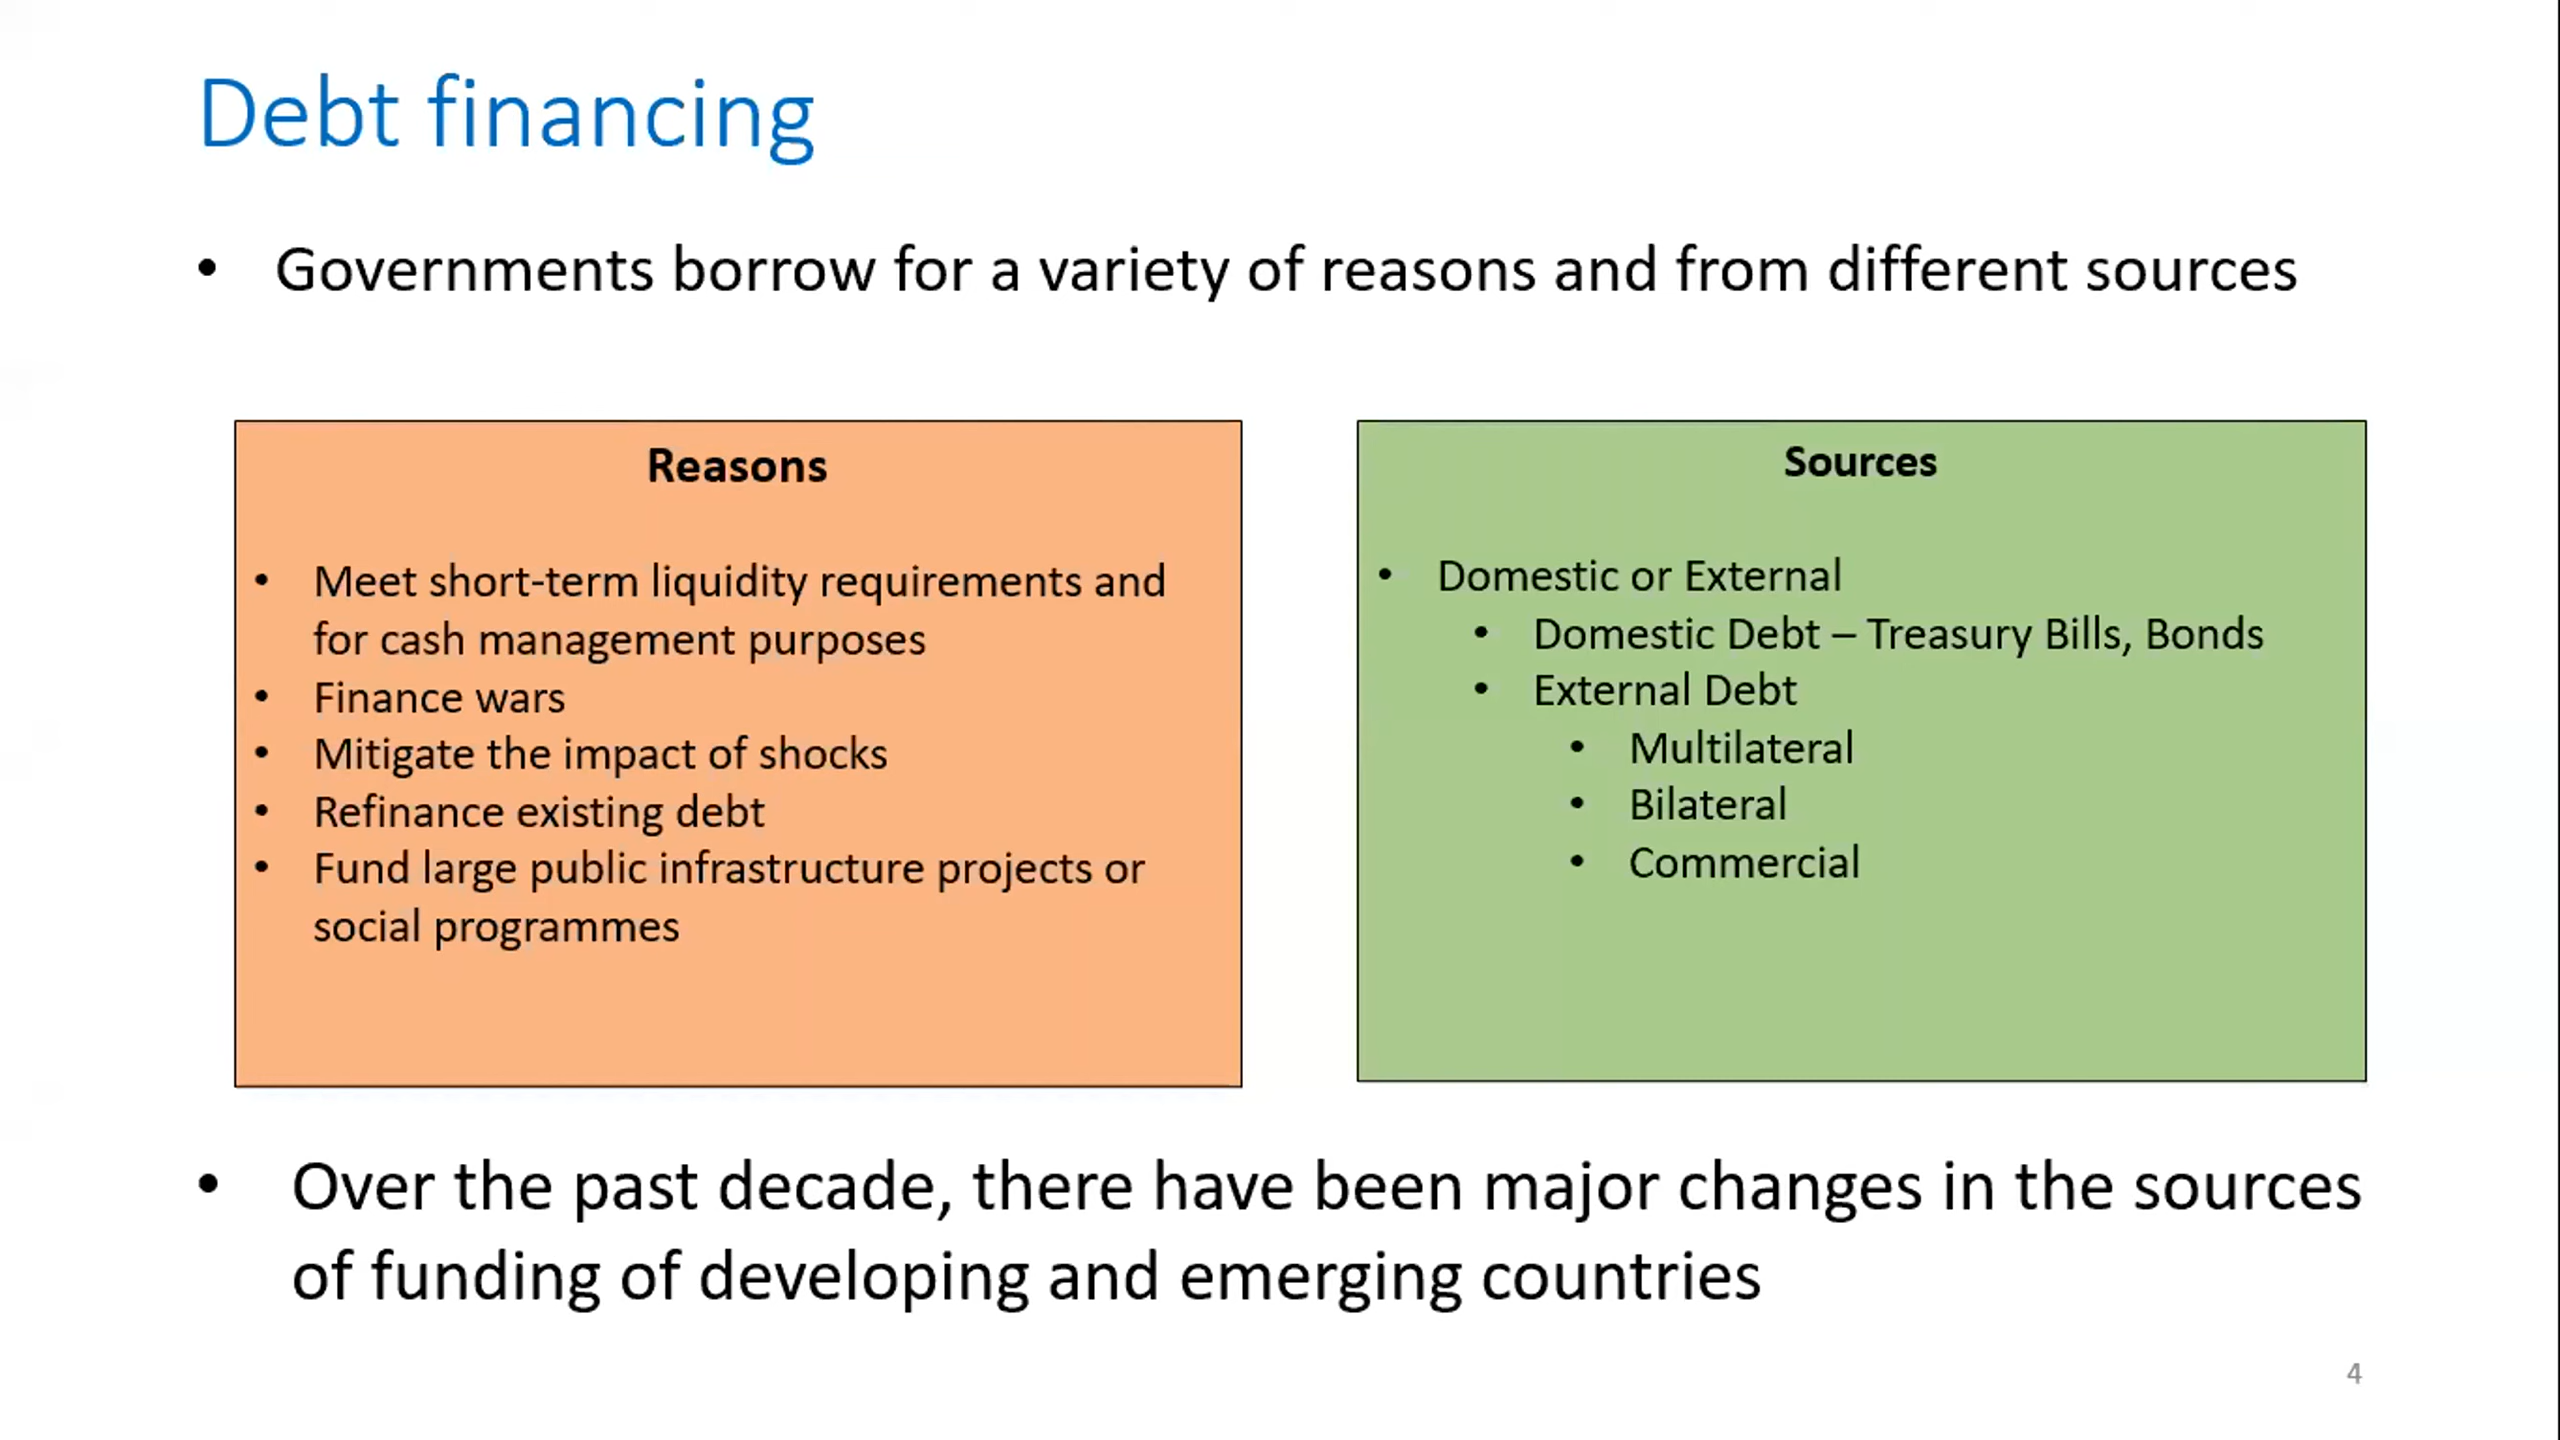 Debt financing
• Governments borrow for a variety of reasons and from different sources
Reasons
• Meet short-term liquidity requirements and
for cash management purposes
• Finance wars
• Mitigate the impact of shocks
• Refinance existing debt
• Fund large public infrastructure projects or
social programmes
Sources
• Domestic or External
• Domestic Debt – Treasury Bills, Bonds
• External Debt
• Multilateral
• Bilateral
• Commercial
• Over the past decade, there have been major changes in the sources
of funding of developing and emerging countries
4